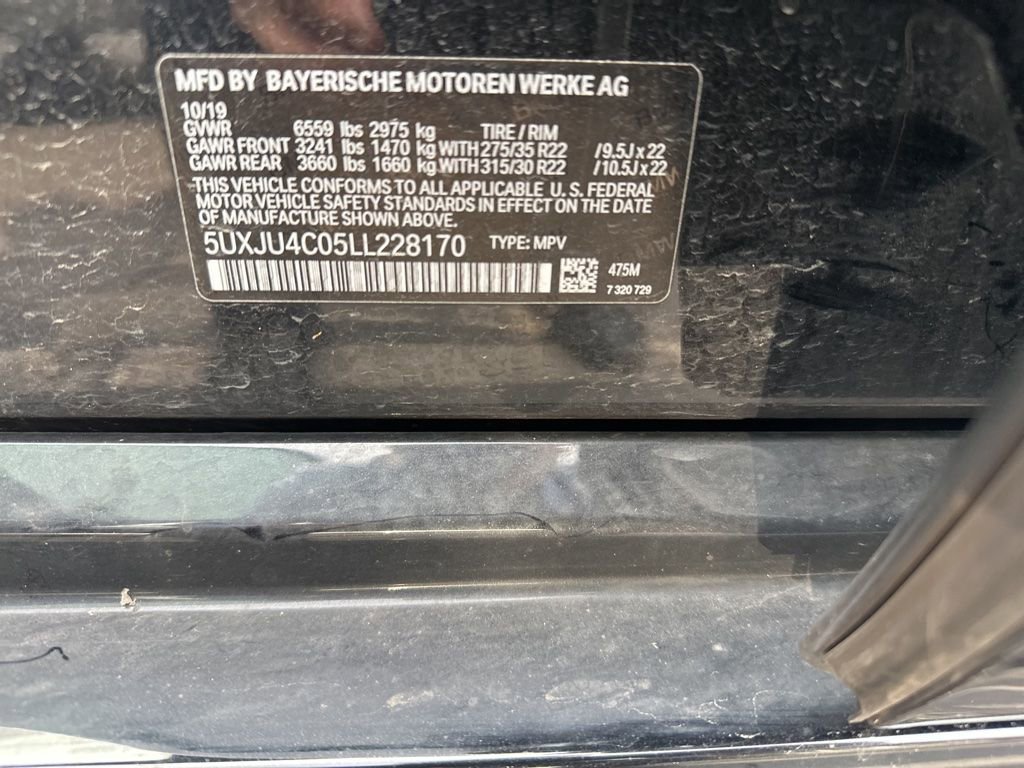 MFD BY BAYERISCHE MOTOREN WERKE AG
10/19
GVWR 6559 lbs 2975 kg TIRE / RIM
GAWR FRONT 3241 lbs 1470 kg WITH 275/35 R22 /9.5J x 22
GAWR REAR 3660 lbs 1660 kg WITH 315/30 R22 /10.5J x 22
THIS VEHICLE CONFORMS TO ALL APPLICABLE U.S. FEDERAL
MOTOR VEHICLE SAFETY STANDARDS IN EFFECT ON THE DATE
OF MANUFACTURE SHOWN ABOVE.
5UXJU4C05LL228170 TYPE: MPV
475M
7 320 729